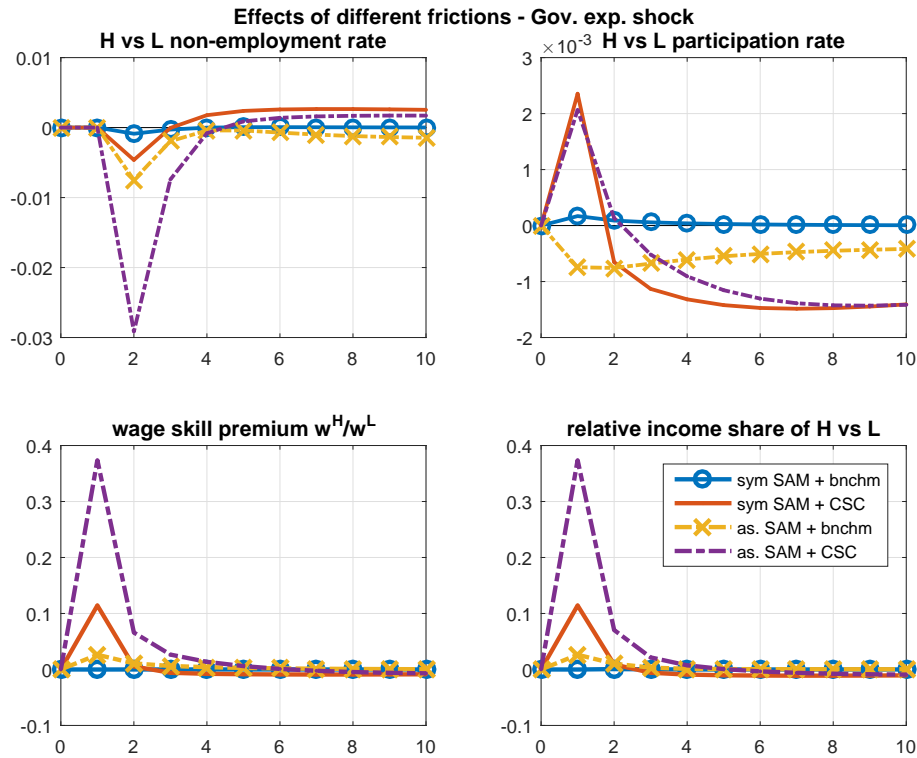 Effects of different frictions - Gov. exp. shock
H vs L non-employment rate
0.01
0
-0.01
-0.02
-0.03
0 2 4 6 8 10
×10⁻³ H vs L participation rate
3
2
1
0
-1
-2
0 2 4 6 8 10
wage skill premium wᴴ/wᴸ
0.4
0.3
0.2
0.1
0
-0.1
0 2 4 6 8 10
relative income share of H vs L
0.4
0.3
0.2
0.1
0
-0.1
0 2 4 6 8 10
sym SAM + bnchm
sym SAM + CSC
as. SAM + bnchm
as. SAM + CSC